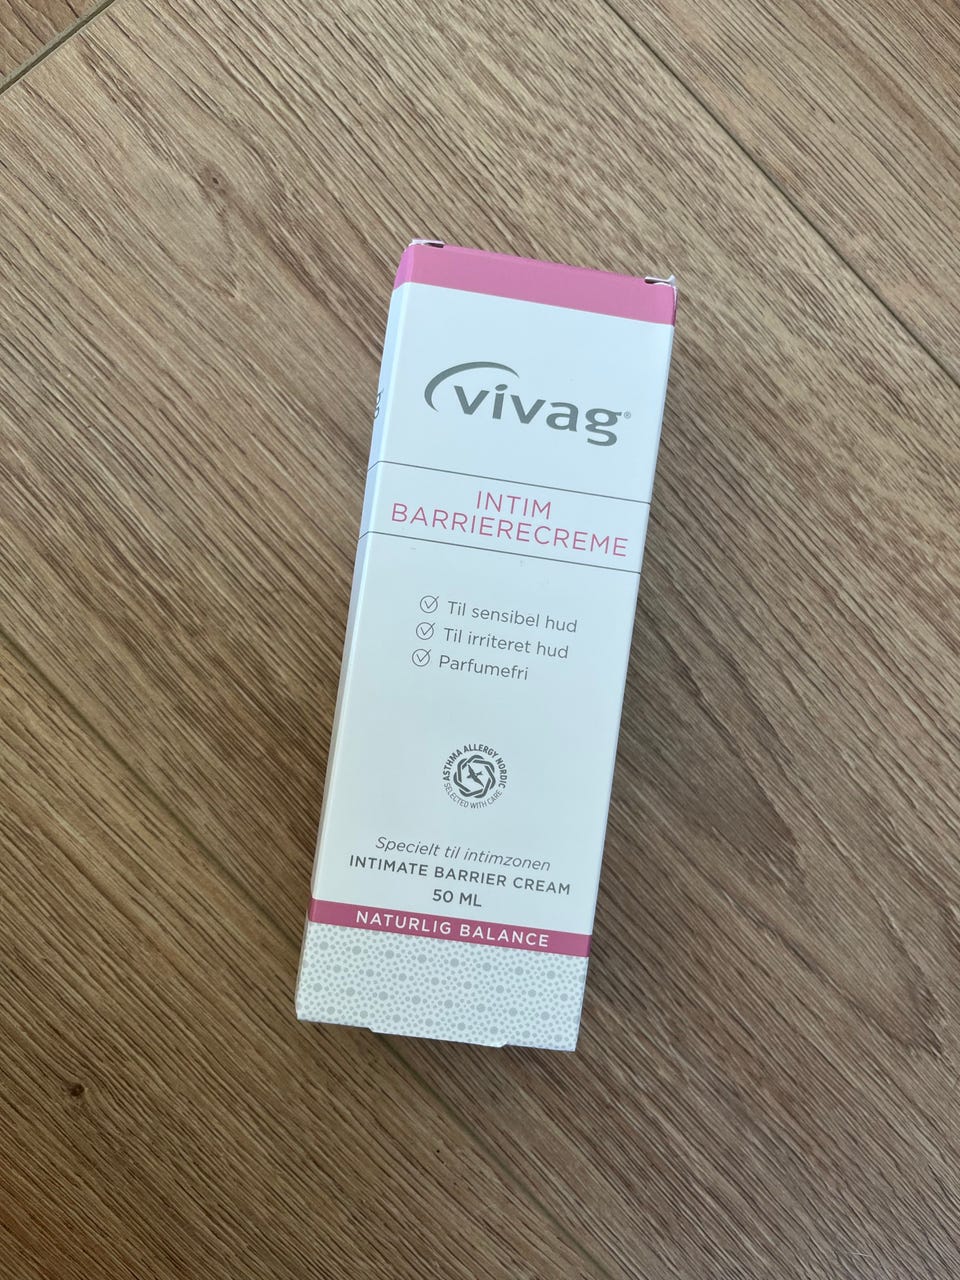 vivag®
INTIM
BARRIERECREME
Til sensibel hud
Til irriteret hud
Parfumefri
ASTHMA ALLERGY NORDIC
SELECTED WITH CARE
Specielt til intimzonen
INTIMATE BARRIER CREAM
50 ML
NATURLIG BALANCE